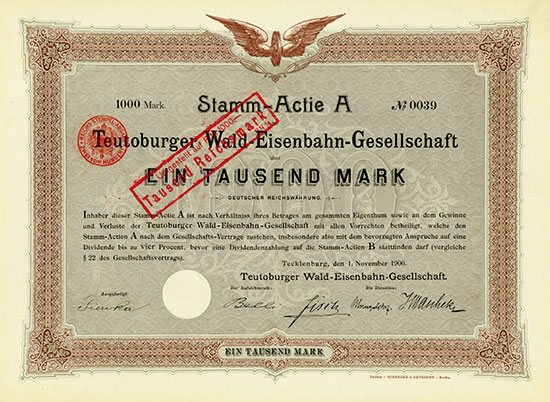 1000 Mark.
Stamm-Actie A
№ 0039
Teutoburger Wald-Eisenbahn-Gesellschaft
über
EIN TAUSEND MARK
DEUTSCHER REICHSWÄHRUNG.
Tausend Reichsmark
Inhaber dieser Stamm-Actie A ist nach Verhältniss ihres Betrages am gesammten Eigenthum sowie an dem Gewinne
und Verluste der Teutoburger Wald-Eisenbahn-Gesellschaft mit allen Vorrechten betheiligt, welche den
Stamm-Actien A nach dem Gesellschafts-Vertrage zustehen, insbesondere also mit dem bevorzugten Anspruche auf eine
Dividende bis zu vier Procent, bevor eine Dividendenzahlung auf die Stamm-Actien B stattfinden darf (vergleiche
§ 22 des Gesellschaftsvertrags).
Tecklenburg, den 1. November 1900.
Teutoburger Wald-Eisenbahn-Gesellschaft.
Ausgefertigt:
Der Aufsichtsrath:
Die Direction:
EIN TAUSEND MARK